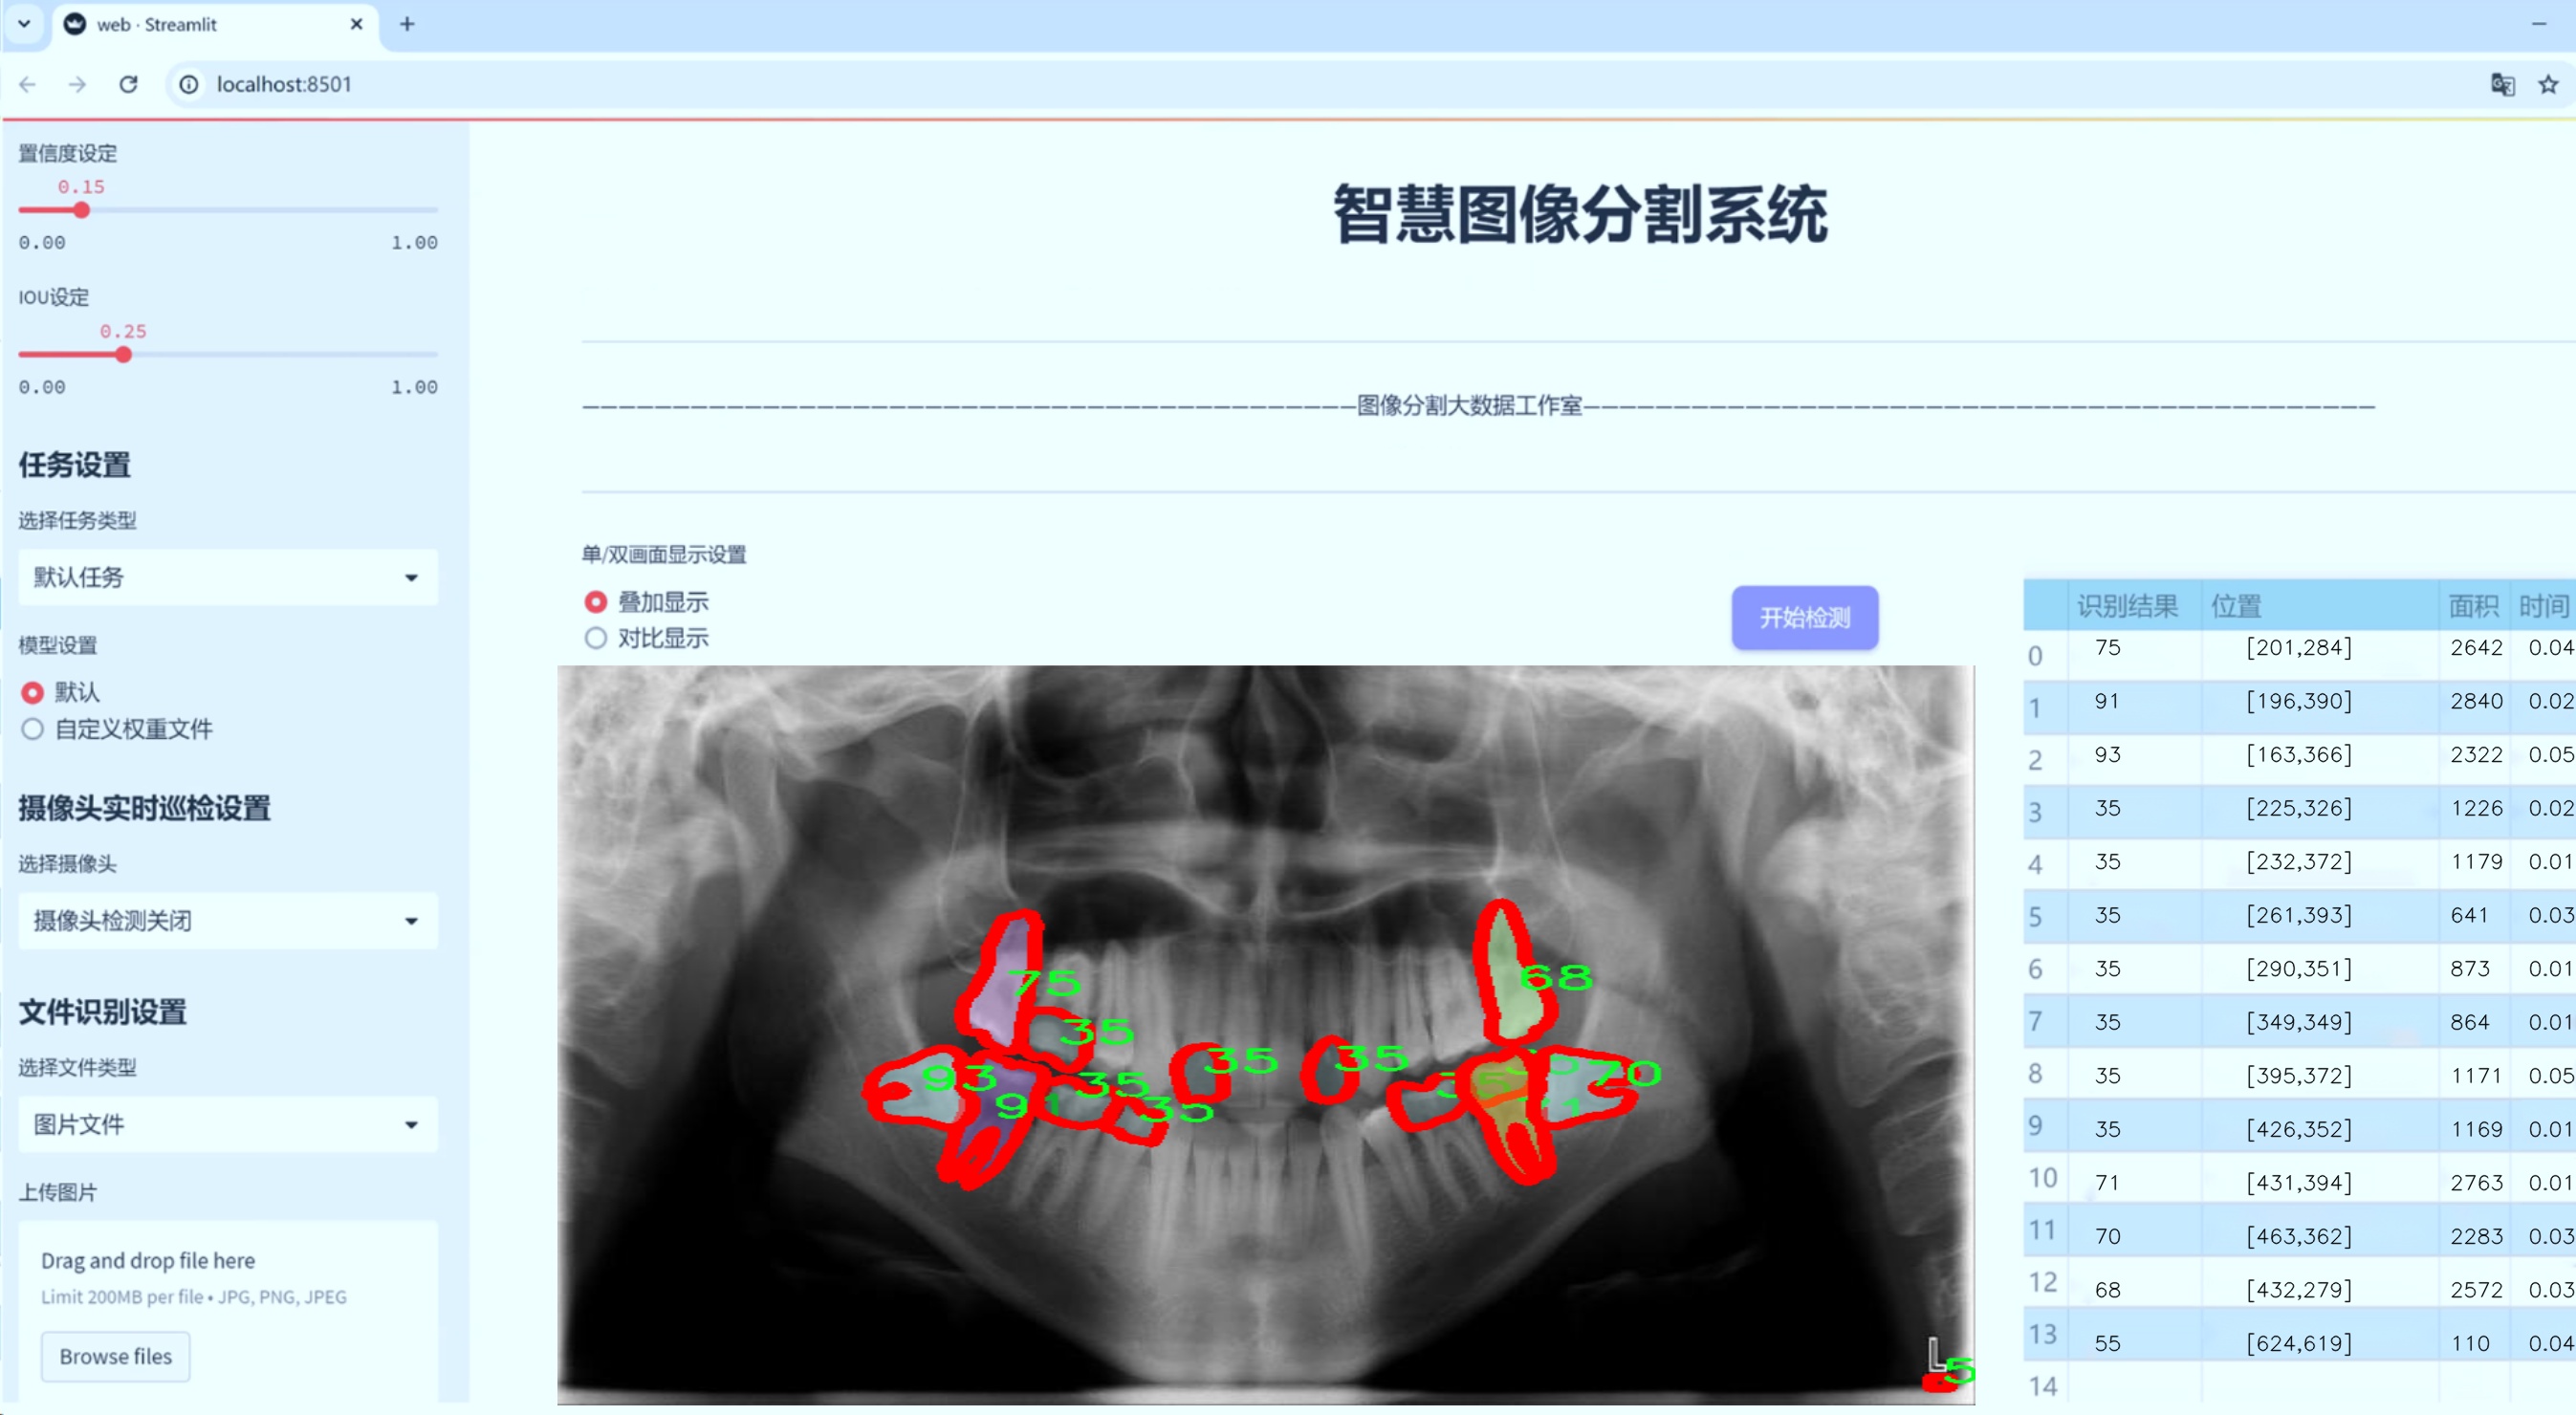 web · Streamlit
localhost:8501
置信度设定
0.15
0.00 1.00
IOU设定
0.25
0.00 1.00
任务设置
选择任务类型
默认任务
模型设置
默认
自定义权重文件
摄像头实时巡检设置
选择摄像头
摄像头检测关闭
文件识别设置
选择文件类型
图片文件
上传图片
Drag and drop file here
Limit 200MB per file • JPG, PNG, JPEG
Browse files
智慧图像分割系统
图像分割大数据工作室
单/双画面显示设置
叠加显示
对比显示
开始检测
75
68
35
35
35
93
35
70
91
35
L
5
识别结果 位置 面积 时间
0 75 [201,284] 2642 0.04
1 91 [196,390] 2840 0.02
2 93 [163,366] 2322 0.05
3 35 [225,326] 1226 0.02
4 35 [232,372] 1179 0.01
5 35 [261,393] 641 0.03
6 35 [290,351] 873 0.01
7 35 [349,349] 864 0.01
8 35 [395,372] 1171 0.05
9 35 [426,352] 1169 0.01
10 71 [431,394] 2763 0.01
11 70 [463,362] 2283 0.03
12 68 [432,279] 2572 0.03
13 55 [624,619] 110 0.04
14